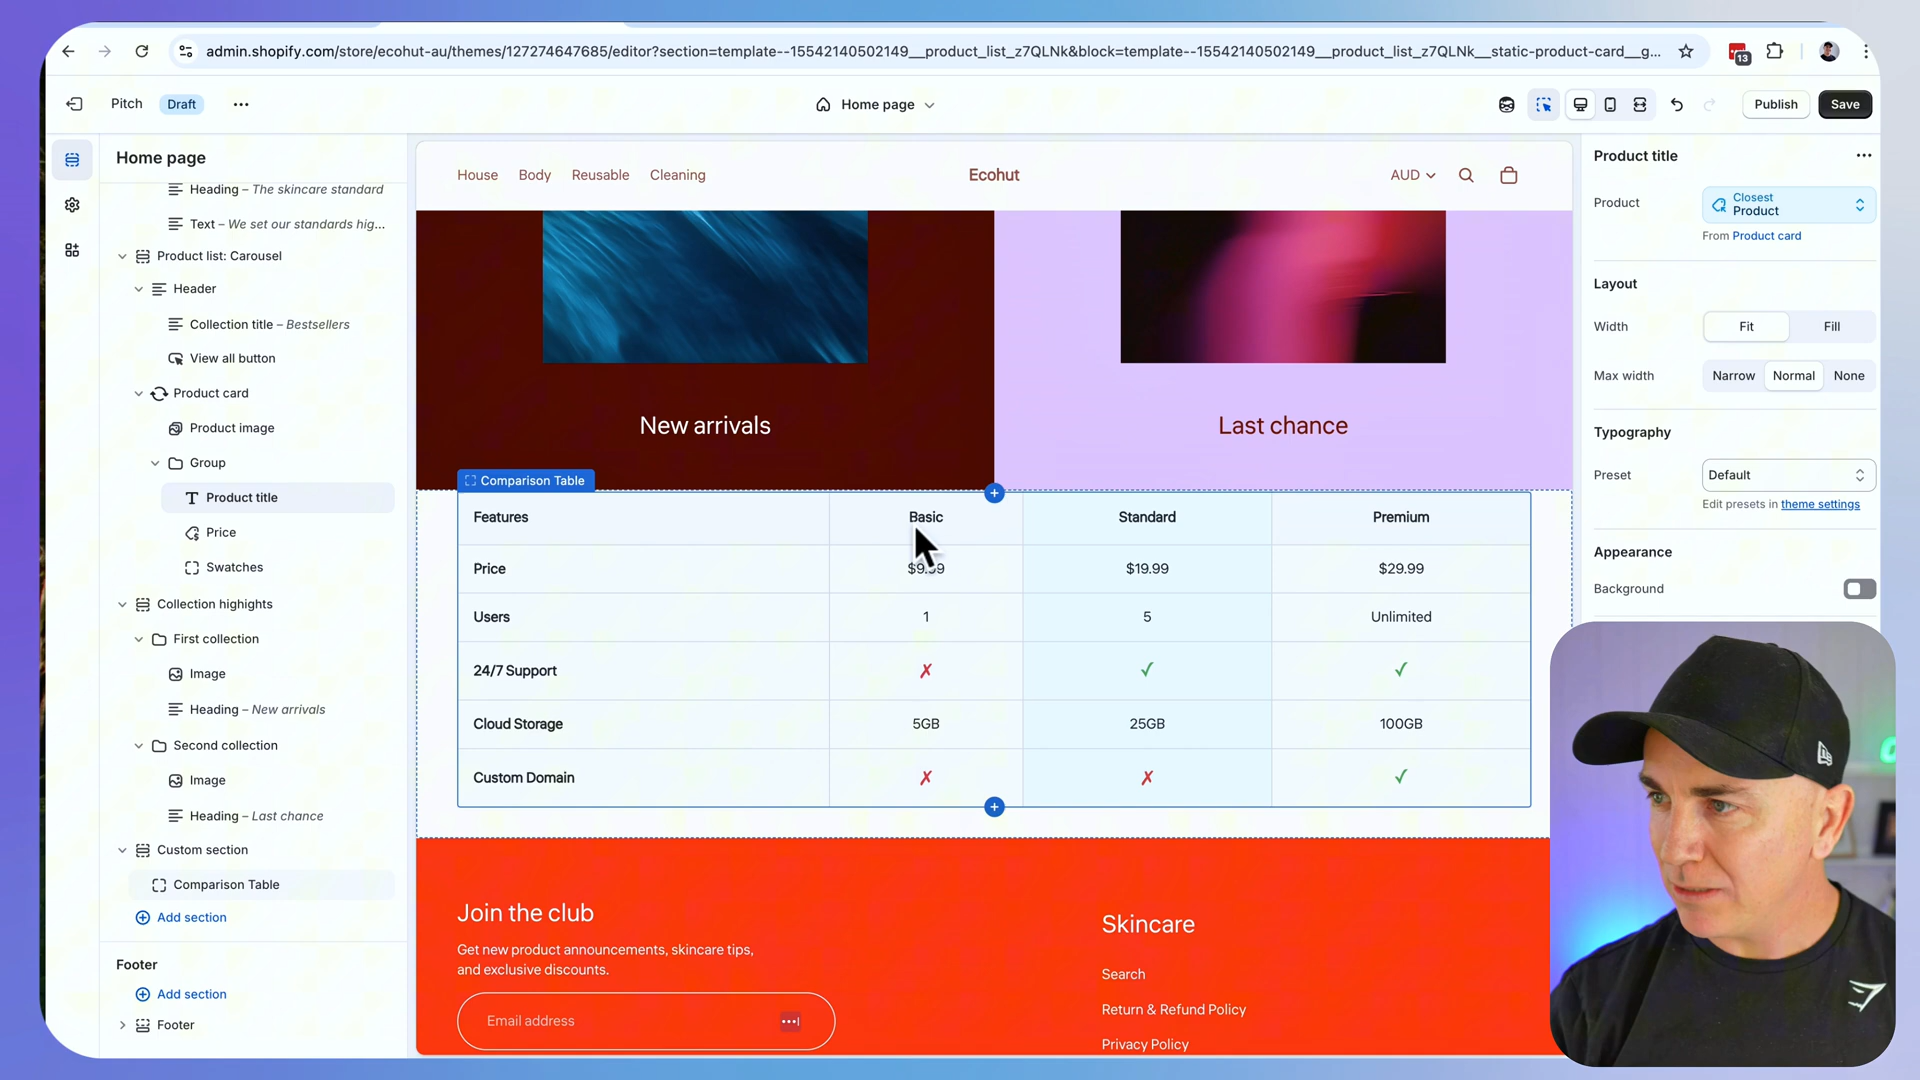 admin.shopify.com/store/ecohut-au/themes/127274647685/editor?section=template--15542140502149__product_list_z7QLNk&block=template--15542140502149__product_list_z7QLNk__static-product-card__g...
13
Pitch
Draft
Home page
Publish
Save
Home page
Heading – The skincare standard
Text – We set our standards hig...
Product list: Carousel
Header
Collection title – Bestsellers
View all button
Product card
Product image
Group
Product title
Price
Swatches
Collection highlights
First collection
Image
Heading – New arrivals
Second collection
Image
Heading – Last chance
Custom section
Comparison Table
Add section
Footer
Add section
Footer
House
Body
Reusable
Cleaning
Ecohut
AUD
New arrivals
Last chance
Comparison Table
Features
Basic
Standard
Premium
Price
$19.99
$29.99
Users
1
5
Unlimited
24/7 Support
✗
✓
✓
Cloud Storage
5GB
25GB
100GB
Custom Domain
✗
✗
✓
Join the club
Get new product announcements, skincare tips,
and exclusive discounts.
Email address
Skincare
Search
Return & Refund Policy
Privacy Policy
Product title
Product
Closest
Product
From Product card
Layout
Width
Fit
Fill
Max width
Narrow
Normal
None
Typography
Preset
Default
Edit presets in theme settings
Appearance
Background